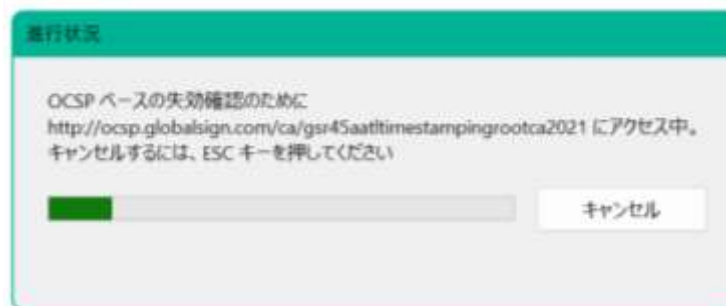 進行状況
OCSP ベースの失効確認のために
http://ocsp.globalsign.com/ca/gsr45aatltimestampingrootca2021 にアクセス中。
キャンセルするには、ESC キーを押してください
キャンセル